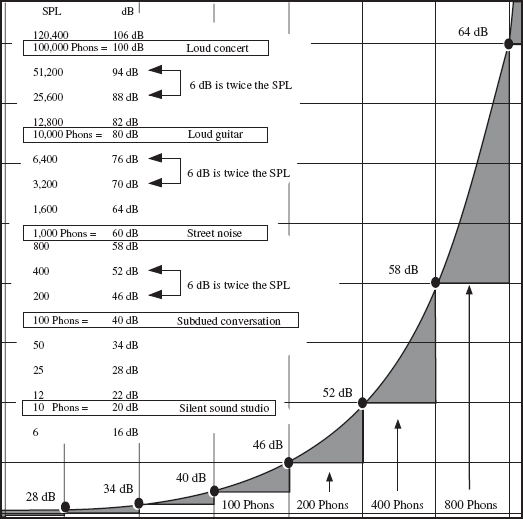 SPL dB
120,400 106 dB
100,000 Phons = 100 dB Loud concert
51,200 94 dB
6 dB is twice the SPL
25,600 88 dB
12,800 82 dB
10,000 Phons = 80 dB Loud guitar
6,400 76 dB
6 dB is twice the SPL
3,200 70 dB
1,600 64 dB
1,000 Phons = 60 dB Street noise
800 58 dB
400 52 dB
6 dB is twice the SPL
200 46 dB
100 Phons = 40 dB Subdued conversation
50 34 dB
25 28 dB
12 22 dB
10 Phons = 20 dB Silent sound studio
6 16 dB
64 dB
58 dB
52 dB
46 dB
40 dB
34 dB
28 dB
100 Phons 200 Phons 400 Phons 800 Phons